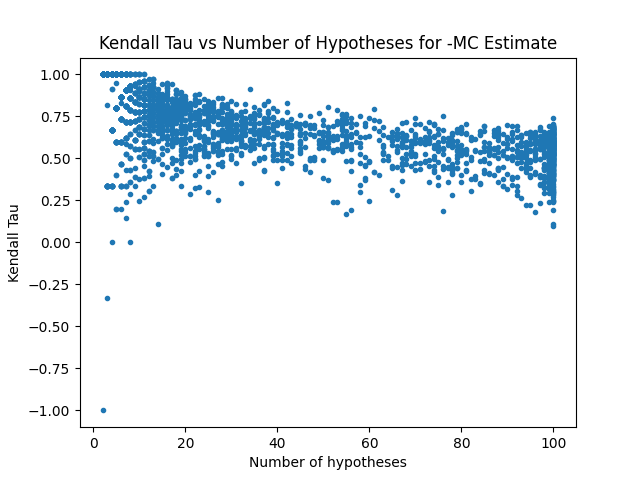 Kendall Tau vs Number of Hypotheses for -MC Estimate
1.00
0.75
0.50
0.25
0.00
−0.25
−0.50
−0.75
−1.00
Kendall Tau
0 20 40 60 80 100
Number of hypotheses